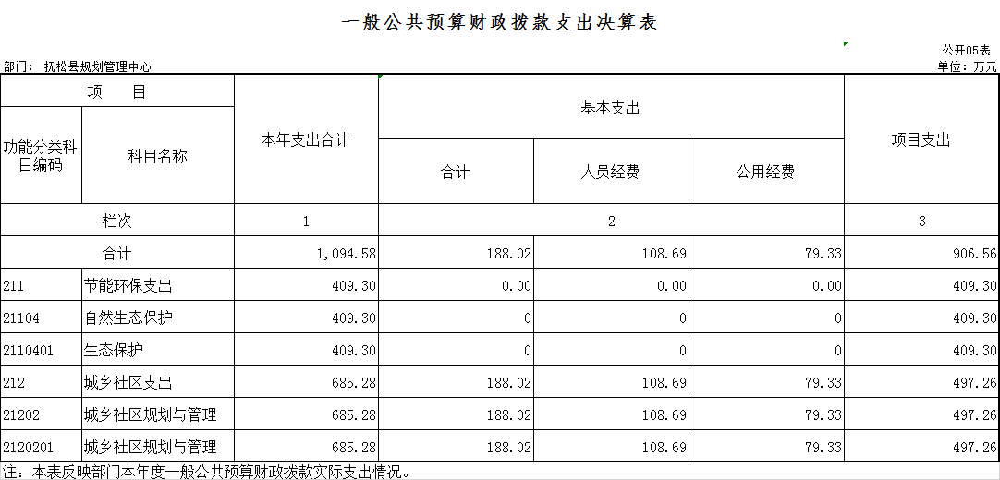 一般公共预算财政拨款支出决算表
公开05表
部门： 抚松县规划管理中心 单位：万元
项 目 本年支出合计 基本支出 项目支出
功能分类科目编码 科目名称 合计 人员经费 公用经费
栏次 1 2 3
合计 1,094.58 188.02 108.69 79.33 906.56
211 节能环保支出 409.30 0.00 0.00 0.00 409.30
21104 自然生态保护 409.30 0 0 0 409.30
2110401 生态保护 409.30 0 0 0 409.30
212 城乡社区支出 685.28 188.02 108.69 79.33 497.26
21202 城乡社区规划与管理 685.28 188.02 108.69 79.33 497.26
2120201 城乡社区规划与管理 685.28 188.02 108.69 79.33 497.26
注：本表反映部门本年度一般公共预算财政拨款实际支出情况。